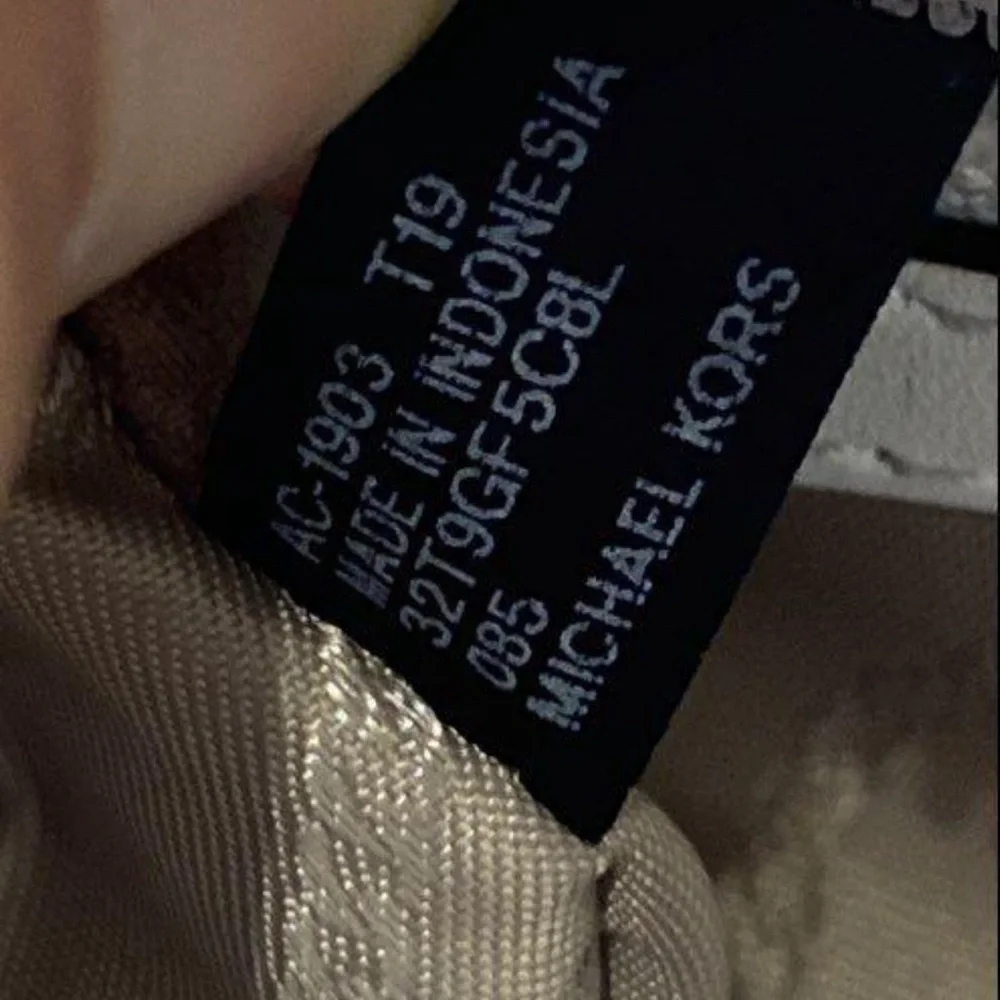 AC-1903 T19
MADE IN INDONESIA
32T9GF5C8L
085
MICHAEL KORS